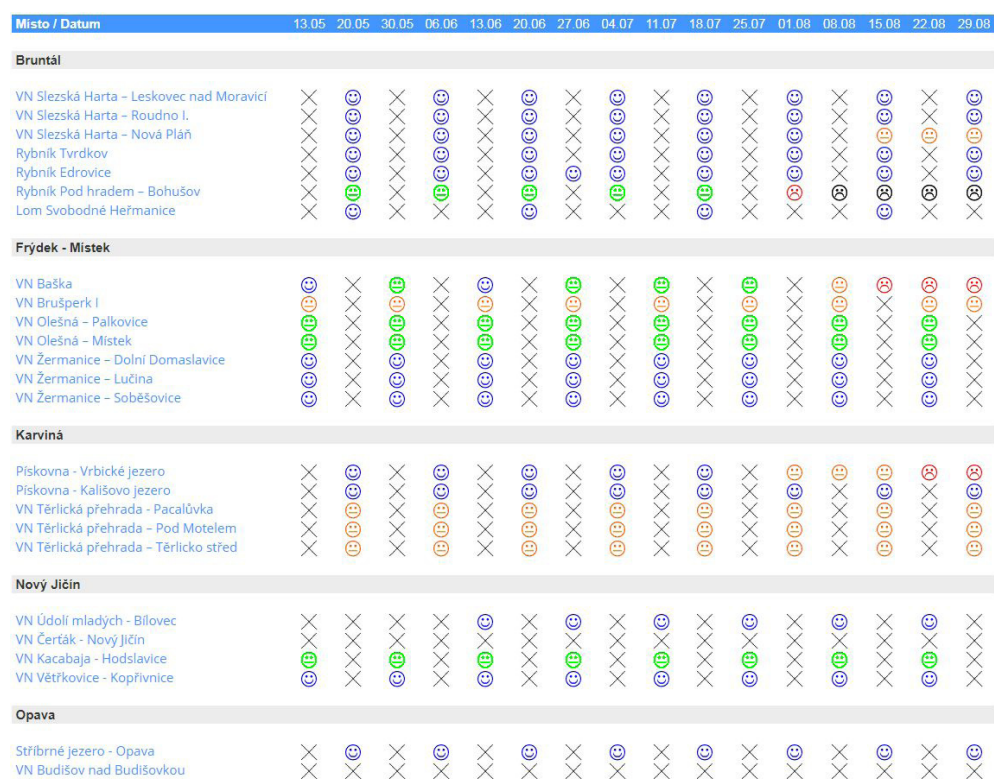 Místo / Datum 13.05 20.05 30.05 06.06 13.06 20.06 27.06 04.07 11.07 18.07 25.07 01.08 08.08 15.08 22.08 29.08
Bruntál
VN Slezská Harta – Leskovec nad Moravicí
VN Slezská Harta – Roudno I.
VN Slezská Harta – Nová Pláň
Rybník Tvrdkov
Rybník Edrovice
Rybník Pod hradem – Bohušov
Lom Svobodné Heřmanice
Frýdek - Místek
VN Baška
VN Brušperk I
VN Olešná – Palkovice
VN Olešná – Místek
VN Žermanice – Dolní Domaslavice
VN Žermanice – Lučina
VN Žermanice – Soběšovice
Karviná
Pískovna - Vrbické jezero
Pískovna - Kališovo jezero
VN Těrlická přehrada - Pacalůvka
VN Těrlická přehrada – Pod Motelem
VN Těrlická přehrada – Těrlicko střed
Nový Jičín
VN Údolí mladých - Bílovec
VN Čerťák - Nový Jičín
VN Kacabaja - Hodslavice
VN Větřkovice - Kopřivnice
Opava
Stříbrné jezero - Opava
VN Budišov nad Budišovkou